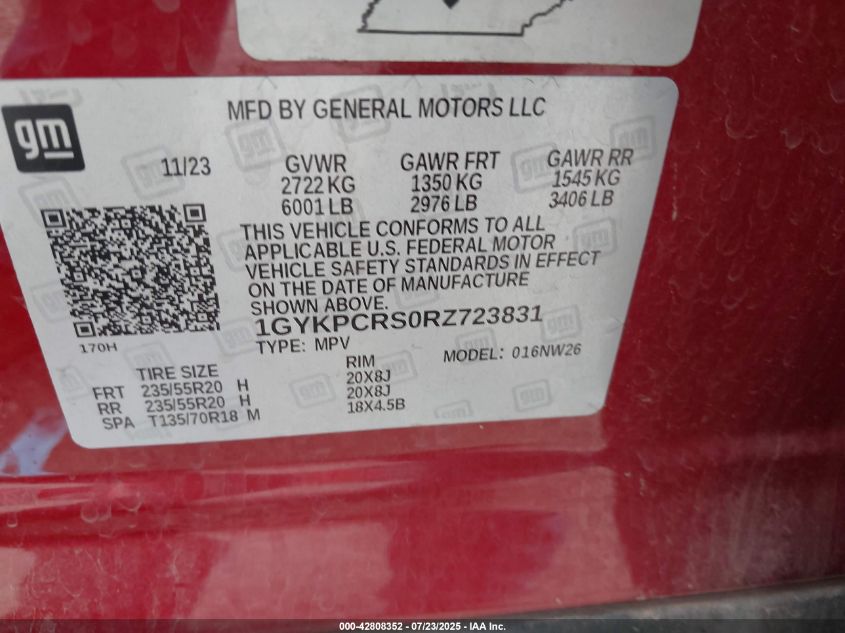 gm
MFD BY GENERAL MOTORS LLC
11/23
GVWR
2722 KG
6001 LB
GAWR FRT
1350 KG
2976 LB
GAWR RR
1545 KG
3406 LB
THIS VEHICLE CONFORMS TO ALL
APPLICABLE U.S. FEDERAL MOTOR
VEHICLE SAFETY STANDARDS IN EFFECT
ON THE DATE OF MANUFACTURE
SHOWN ABOVE.
1GYKPCRS0RZ723831
170H
TYPE: MPV
MODEL: 016NW26
TIRE SIZE
RIM
FRT 235/55R20 H 20X8J
RR 235/55R20 H 20X8J
SPA T135/70R18 M 18X4.5B
000-42808352 - 07/23/2025 - IAA Inc.